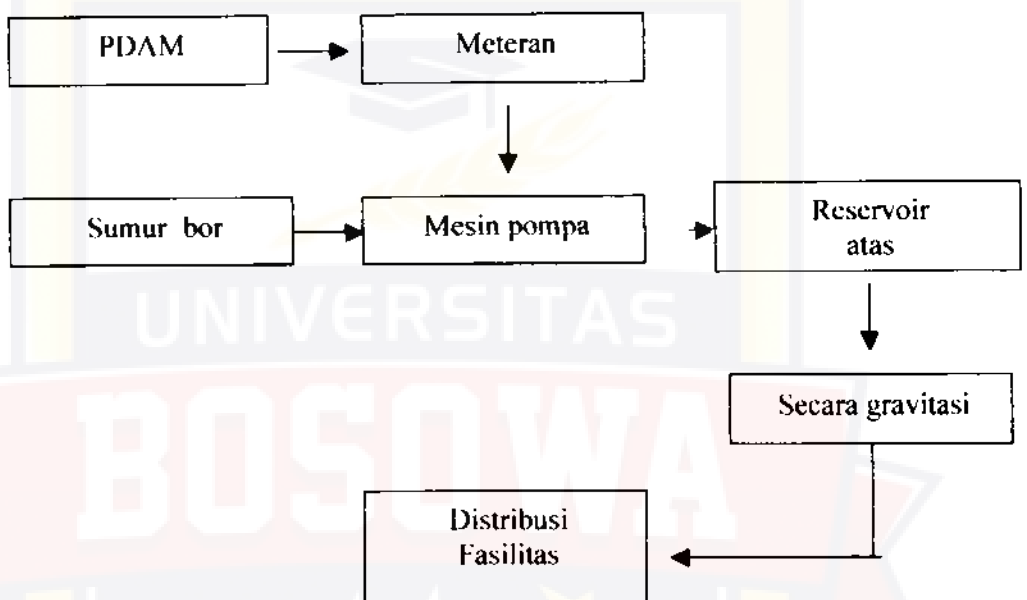 PDAM
Meteran
Sumur bor
Mesin pompa
Reservoir
atas
UNIVERSITAS
BOSOWA
Secara gravitasi
Distribusi
Fasilitas